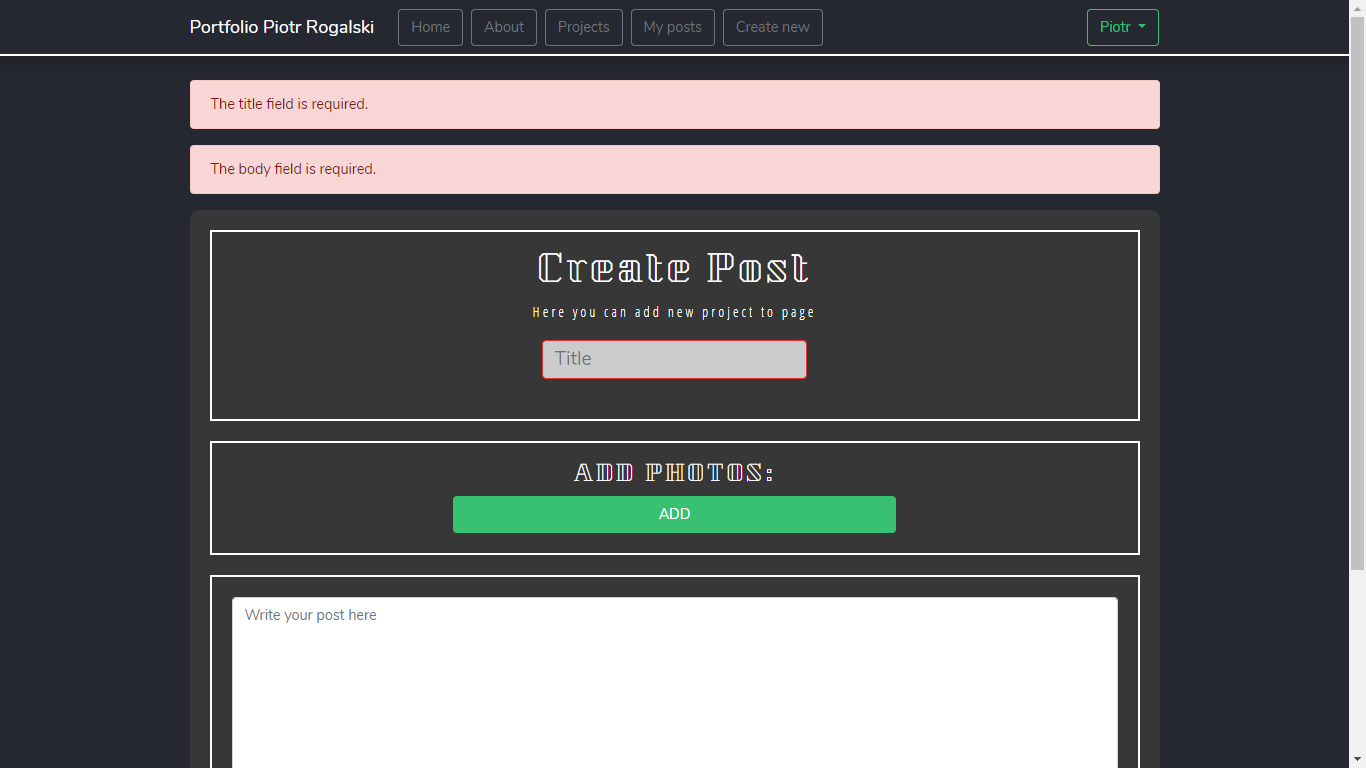 Portfolio Piotr Rogalski Home About Projects My posts Create new Piotr
The title field is required.
The body field is required.
Create Post
Here you can add new project to page
Title
ADD PHOTOS:
ADD
Write your post here